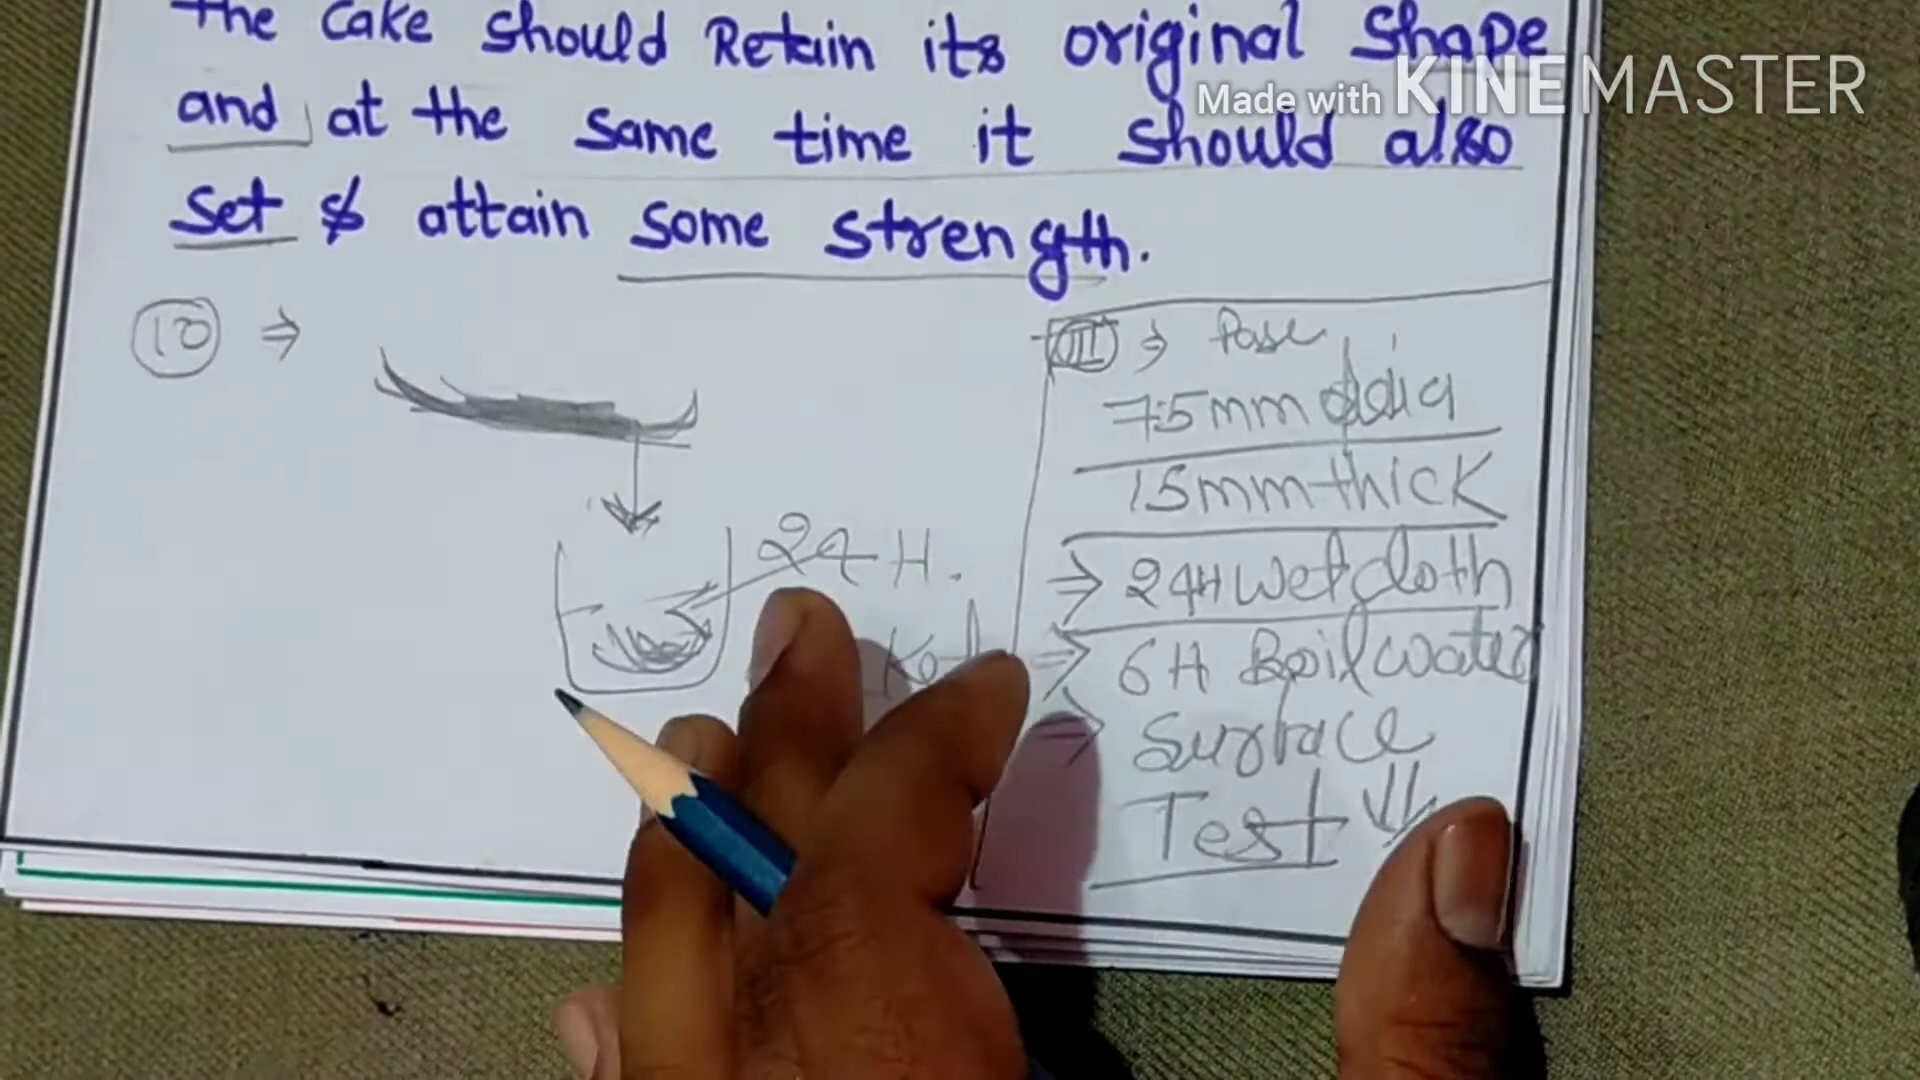 The Cake should Retain its original Shape
and at the same time it should also
set & attain some strength.
Made with KINEMASTER
10 ⇒
24 H.
11 ⇒
75mm dia
15mm thick
⇒ 24H wet cloth
⇒ 6H Boil water
⇒ Surface
Test